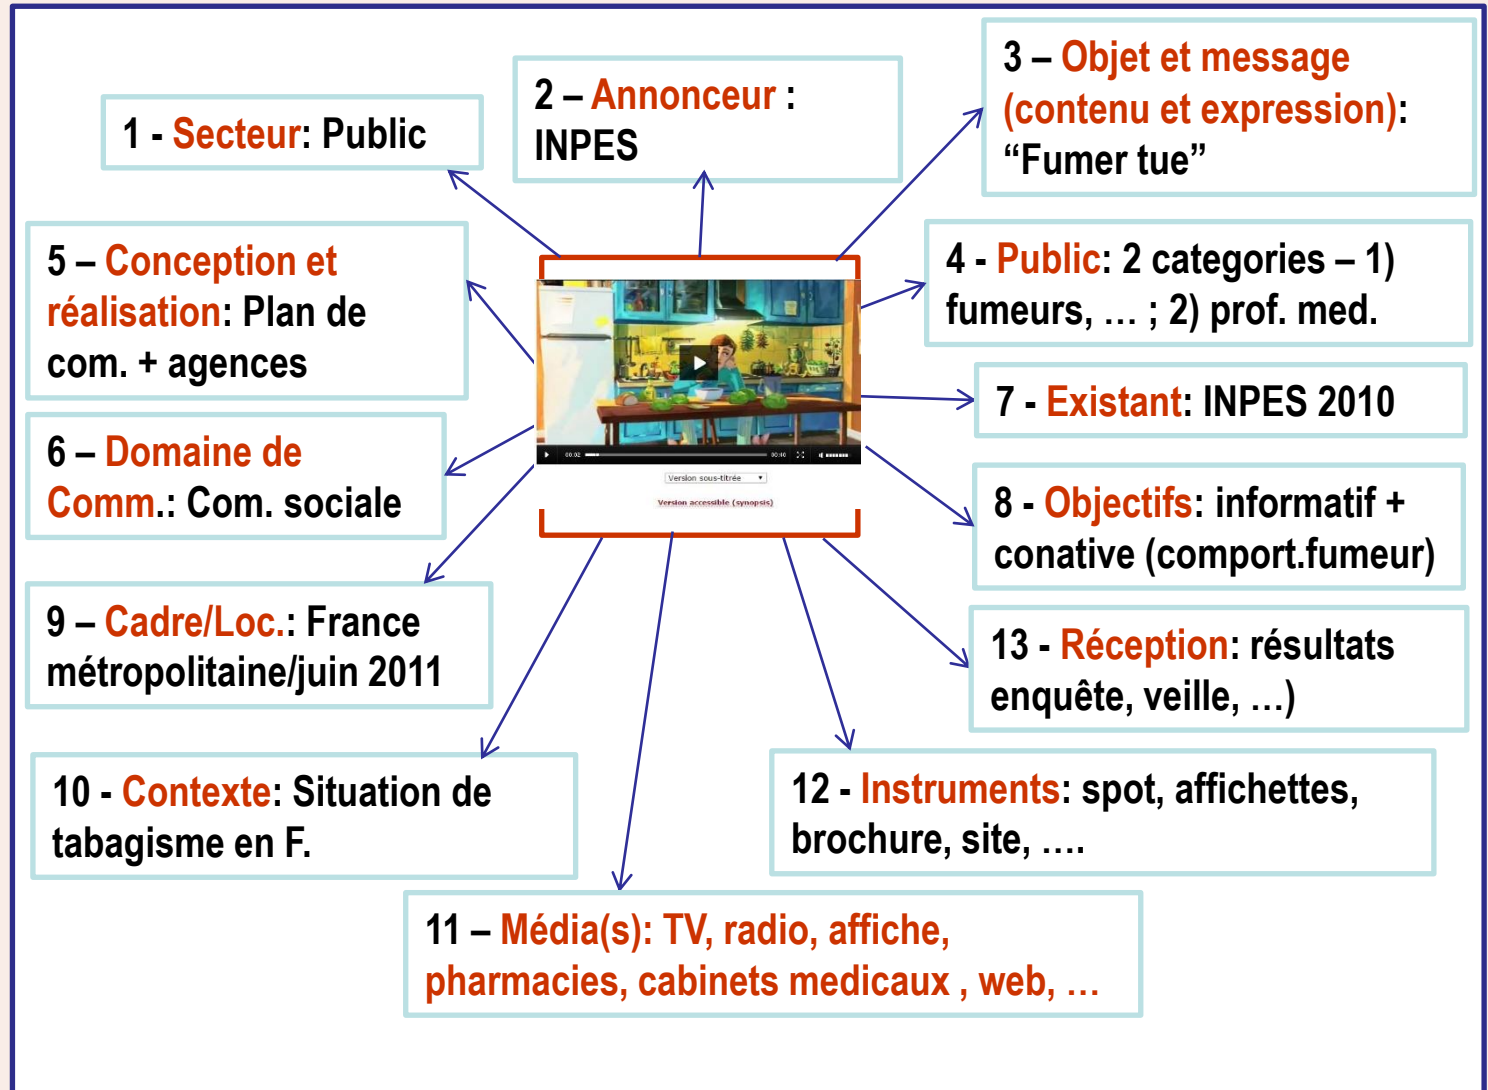 1 - Secteur: Public
2 – Annonceur :
INPES
3 – Objet et message
(contenu et expression):
“Fumer tue”
5 – Conception et
réalisation: Plan de
com. + agences
4 - Public: 2 categories – 1)
fumeurs, … ; 2) prof. med.
7 - Existant: INPES 2010
6 – Domaine de
Comm.: Com. sociale
00:02
00:40
Version sous-titrée
Version accessible (synopsis)
8 - Objectifs: informatif +
conative (comport.fumeur)
9 – Cadre/Loc.: France
métropolitaine/juin 2011
13 - Réception: résultats
enquête, veille, …)
10 - Contexte: Situation de
tabagisme en F.
12 - Instruments: spot, affichettes,
brochure, site, ….
11 – Média(s): TV, radio, affiche,
pharmacies, cabinets medicaux , web, …